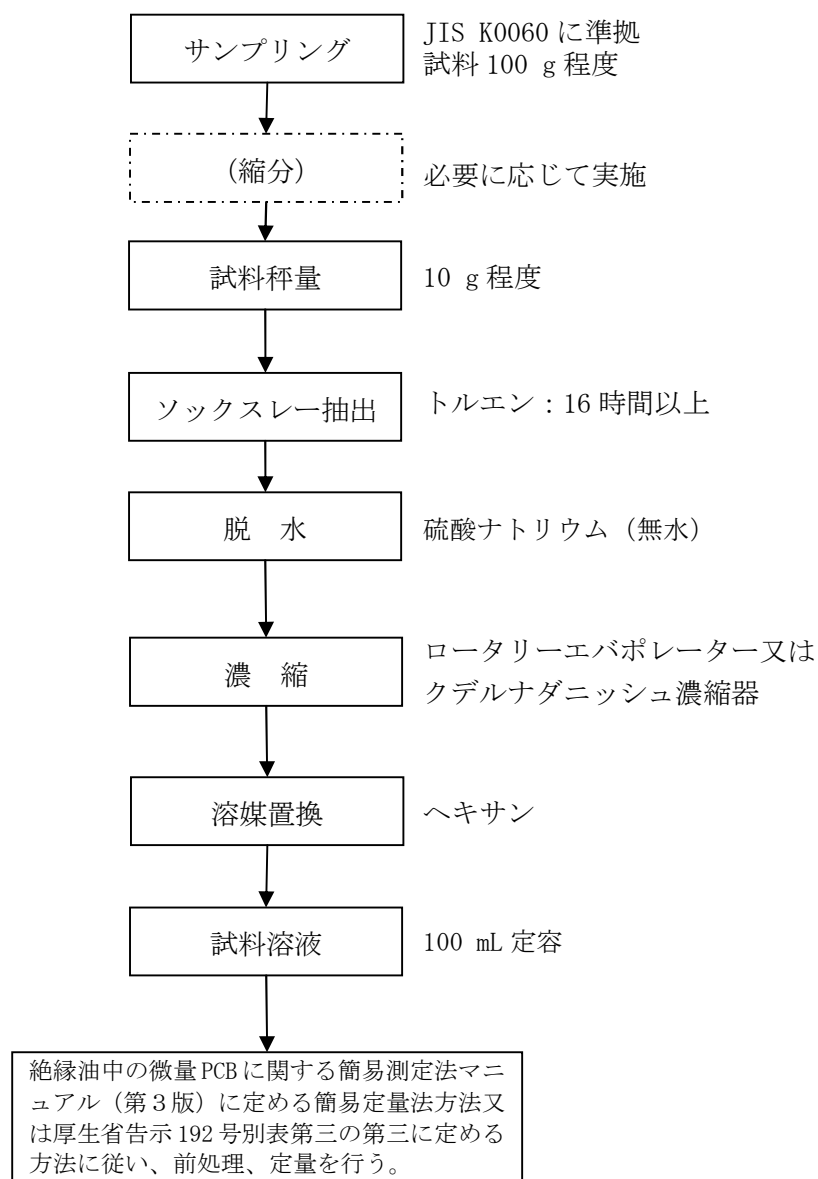 サンプリング
JIS K0060 に準拠
試料 100 g 程度
(縮分)
必要に応じて実施
試料秤量
10 g 程度
ソックスレー抽出
トルエン：16 時間以上
脱　水
硫酸ナトリウム（無水）
濃　縮
ロータリーエバポレーター又は
クデルナダニッシュ濃縮器
溶媒置換
ヘキサン
試料溶液
100 mL 定容
絶縁油中の微量 PCB に関する簡易測定法マニ
ュアル（第３版）に定める簡易定量法方法又
は厚生省告示 192 号別表第三の第三に定める
方法に従い、前処理、定量を行う。